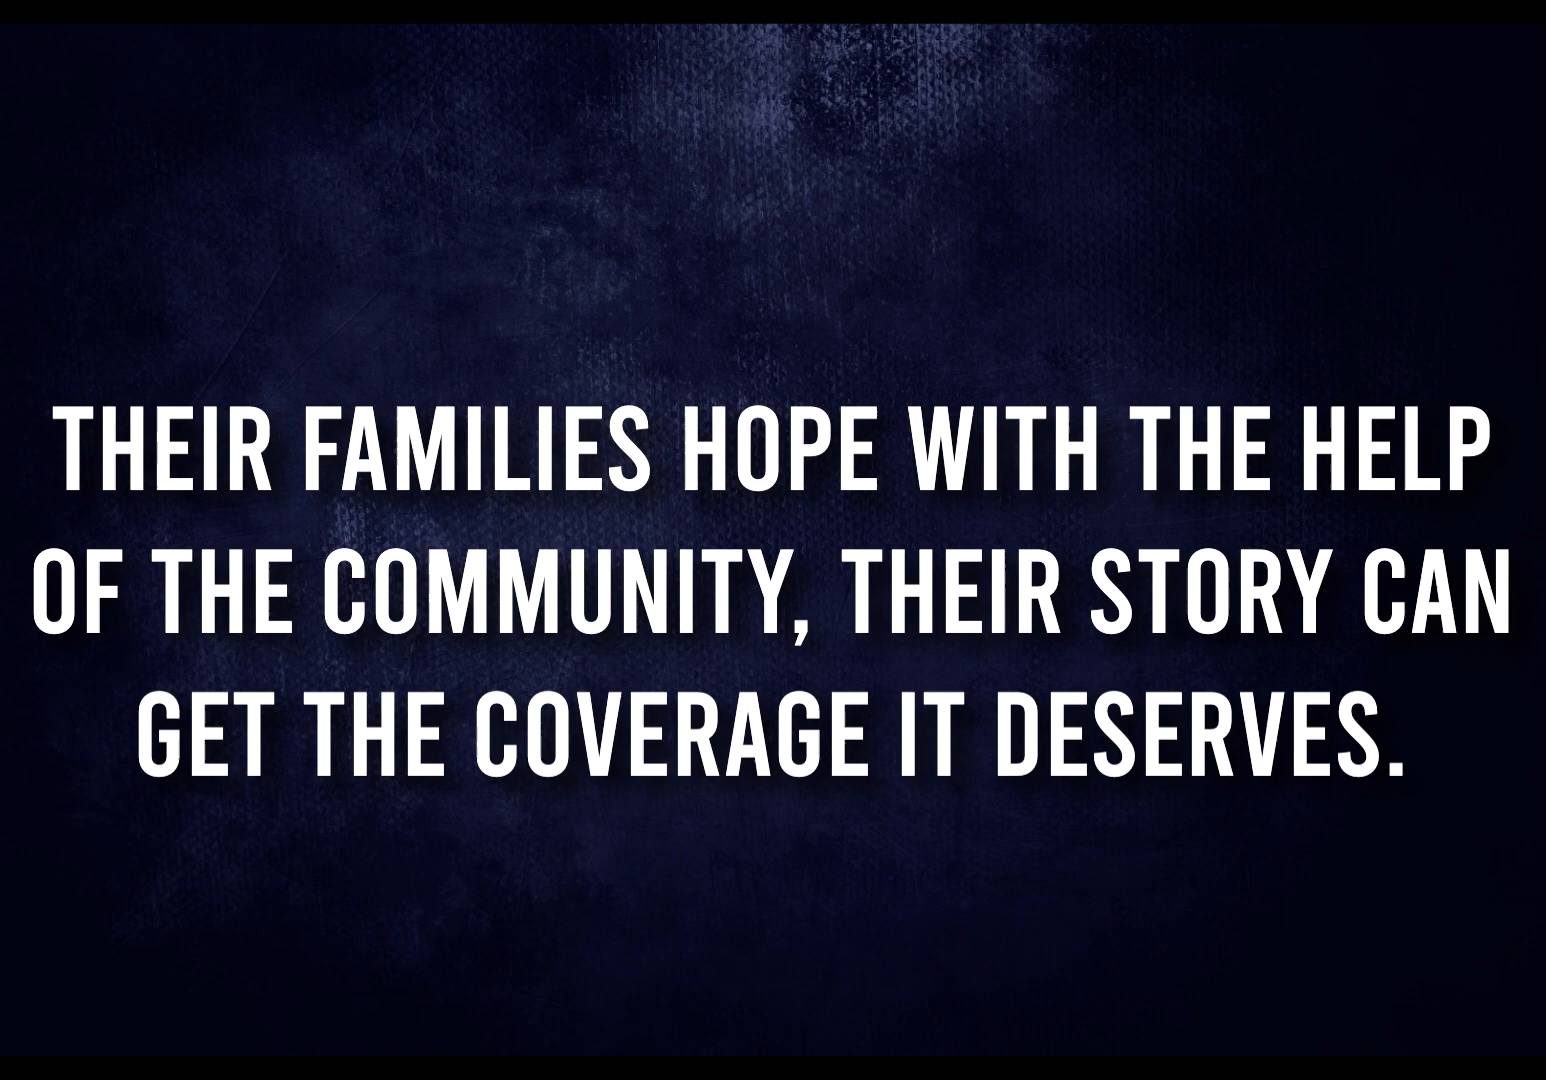 THEIR FAMILIES HOPE WITH THE HELP
OF THE COMMUNITY, THEIR STORY CAN
GET THE COVERAGE IT DESERVES.